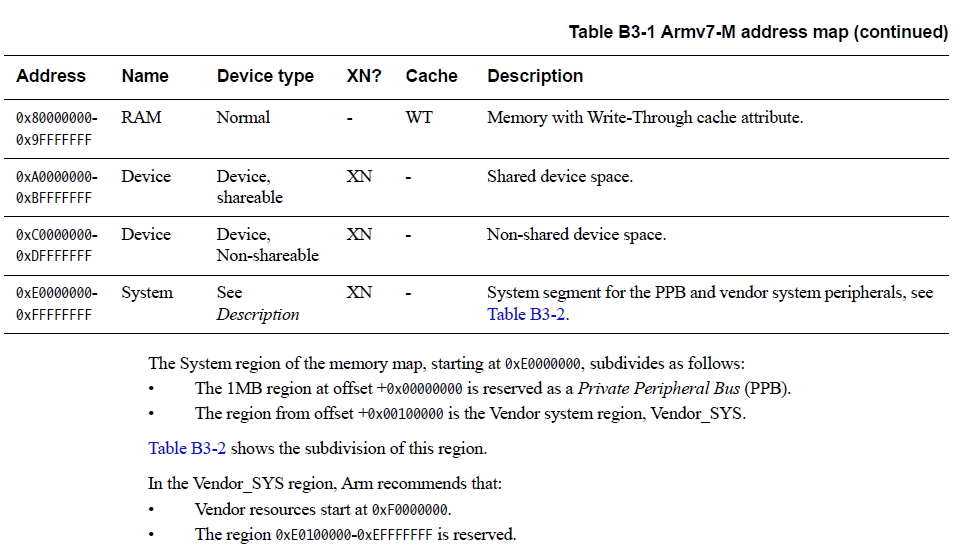 Table B3-1 Armv7-M address map (continued)
Address Name Device type XN? Cache Description
0x80000000- RAM Normal - WT Memory with Write-Through cache attribute.
0x9FFFFFFF
0xA0000000- Device Device, XN - Shared device space.
0xBFFFFFFF shareable
0xC0000000- Device Device, XN - Non-shared device space.
0xDFFFFFFF Non-shareable
0xE0000000- System See XN - System segment for the PPB and vendor system peripherals, see
0xFFFFFFFF Description Table B3-2.
The System region of the memory map, starting at 0xE0000000, subdivides as follows:
• The 1MB region at offset +0x00000000 is reserved as a Private Peripheral Bus (PPB).
• The region from offset +0x00100000 is the Vendor system region, Vendor_SYS.
Table B3-2 shows the subdivision of this region.
In the Vendor_SYS region, Arm recommends that:
• Vendor resources start at 0xF0000000.
• The region 0xE0100000-0xEFFFFFFF is reserved.